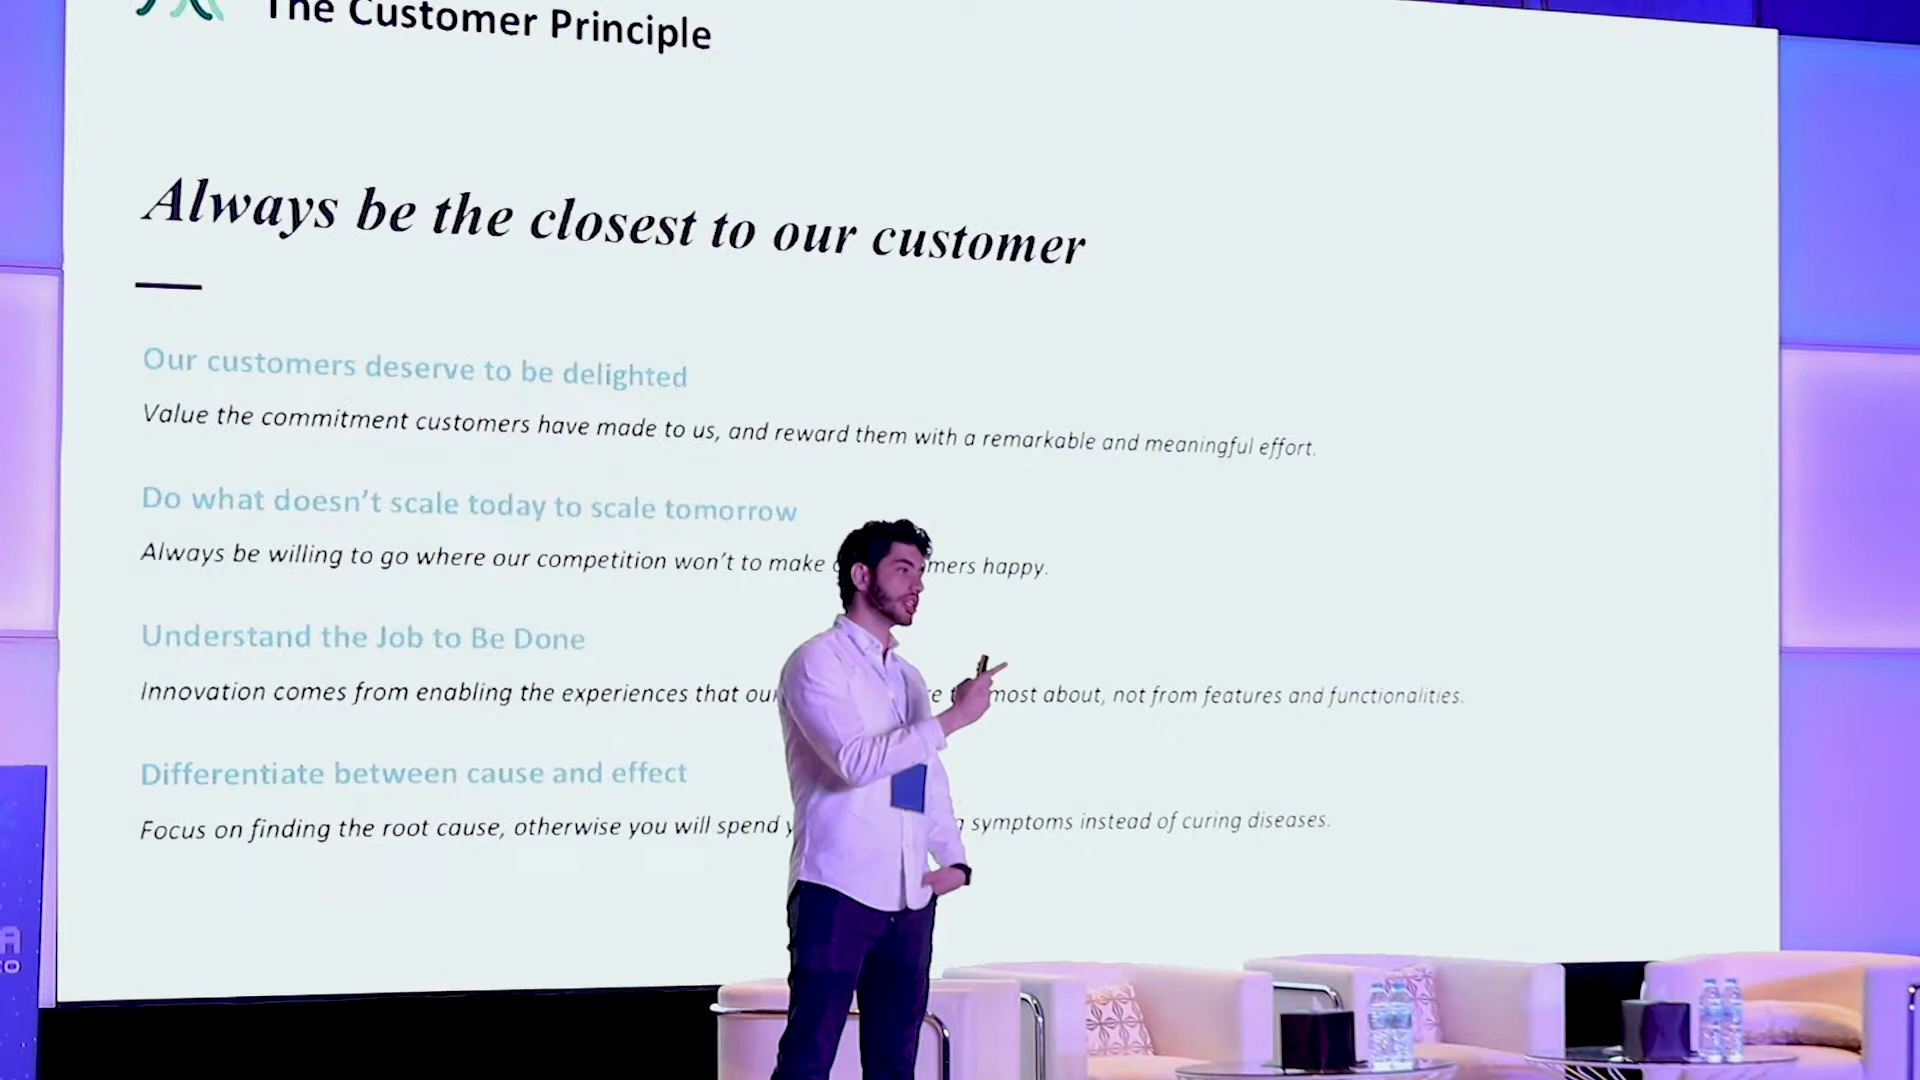 The Customer Principle
Always be the closest to our customer
Our customers deserve to be delighted
Value the commitment customers have made to us, and reward them with a remarkable and meaningful effort.
Do what doesn't scale today to scale tomorrow
Always be willing to go where our competition won't to make mers happy.
Understand the Job to Be Done
Innovation comes from enabling the experiences that our most about, not from features and functionalities.
Differentiate between cause and effect
Focus on finding the root cause, otherwise you will spend symptoms instead of curing diseases.